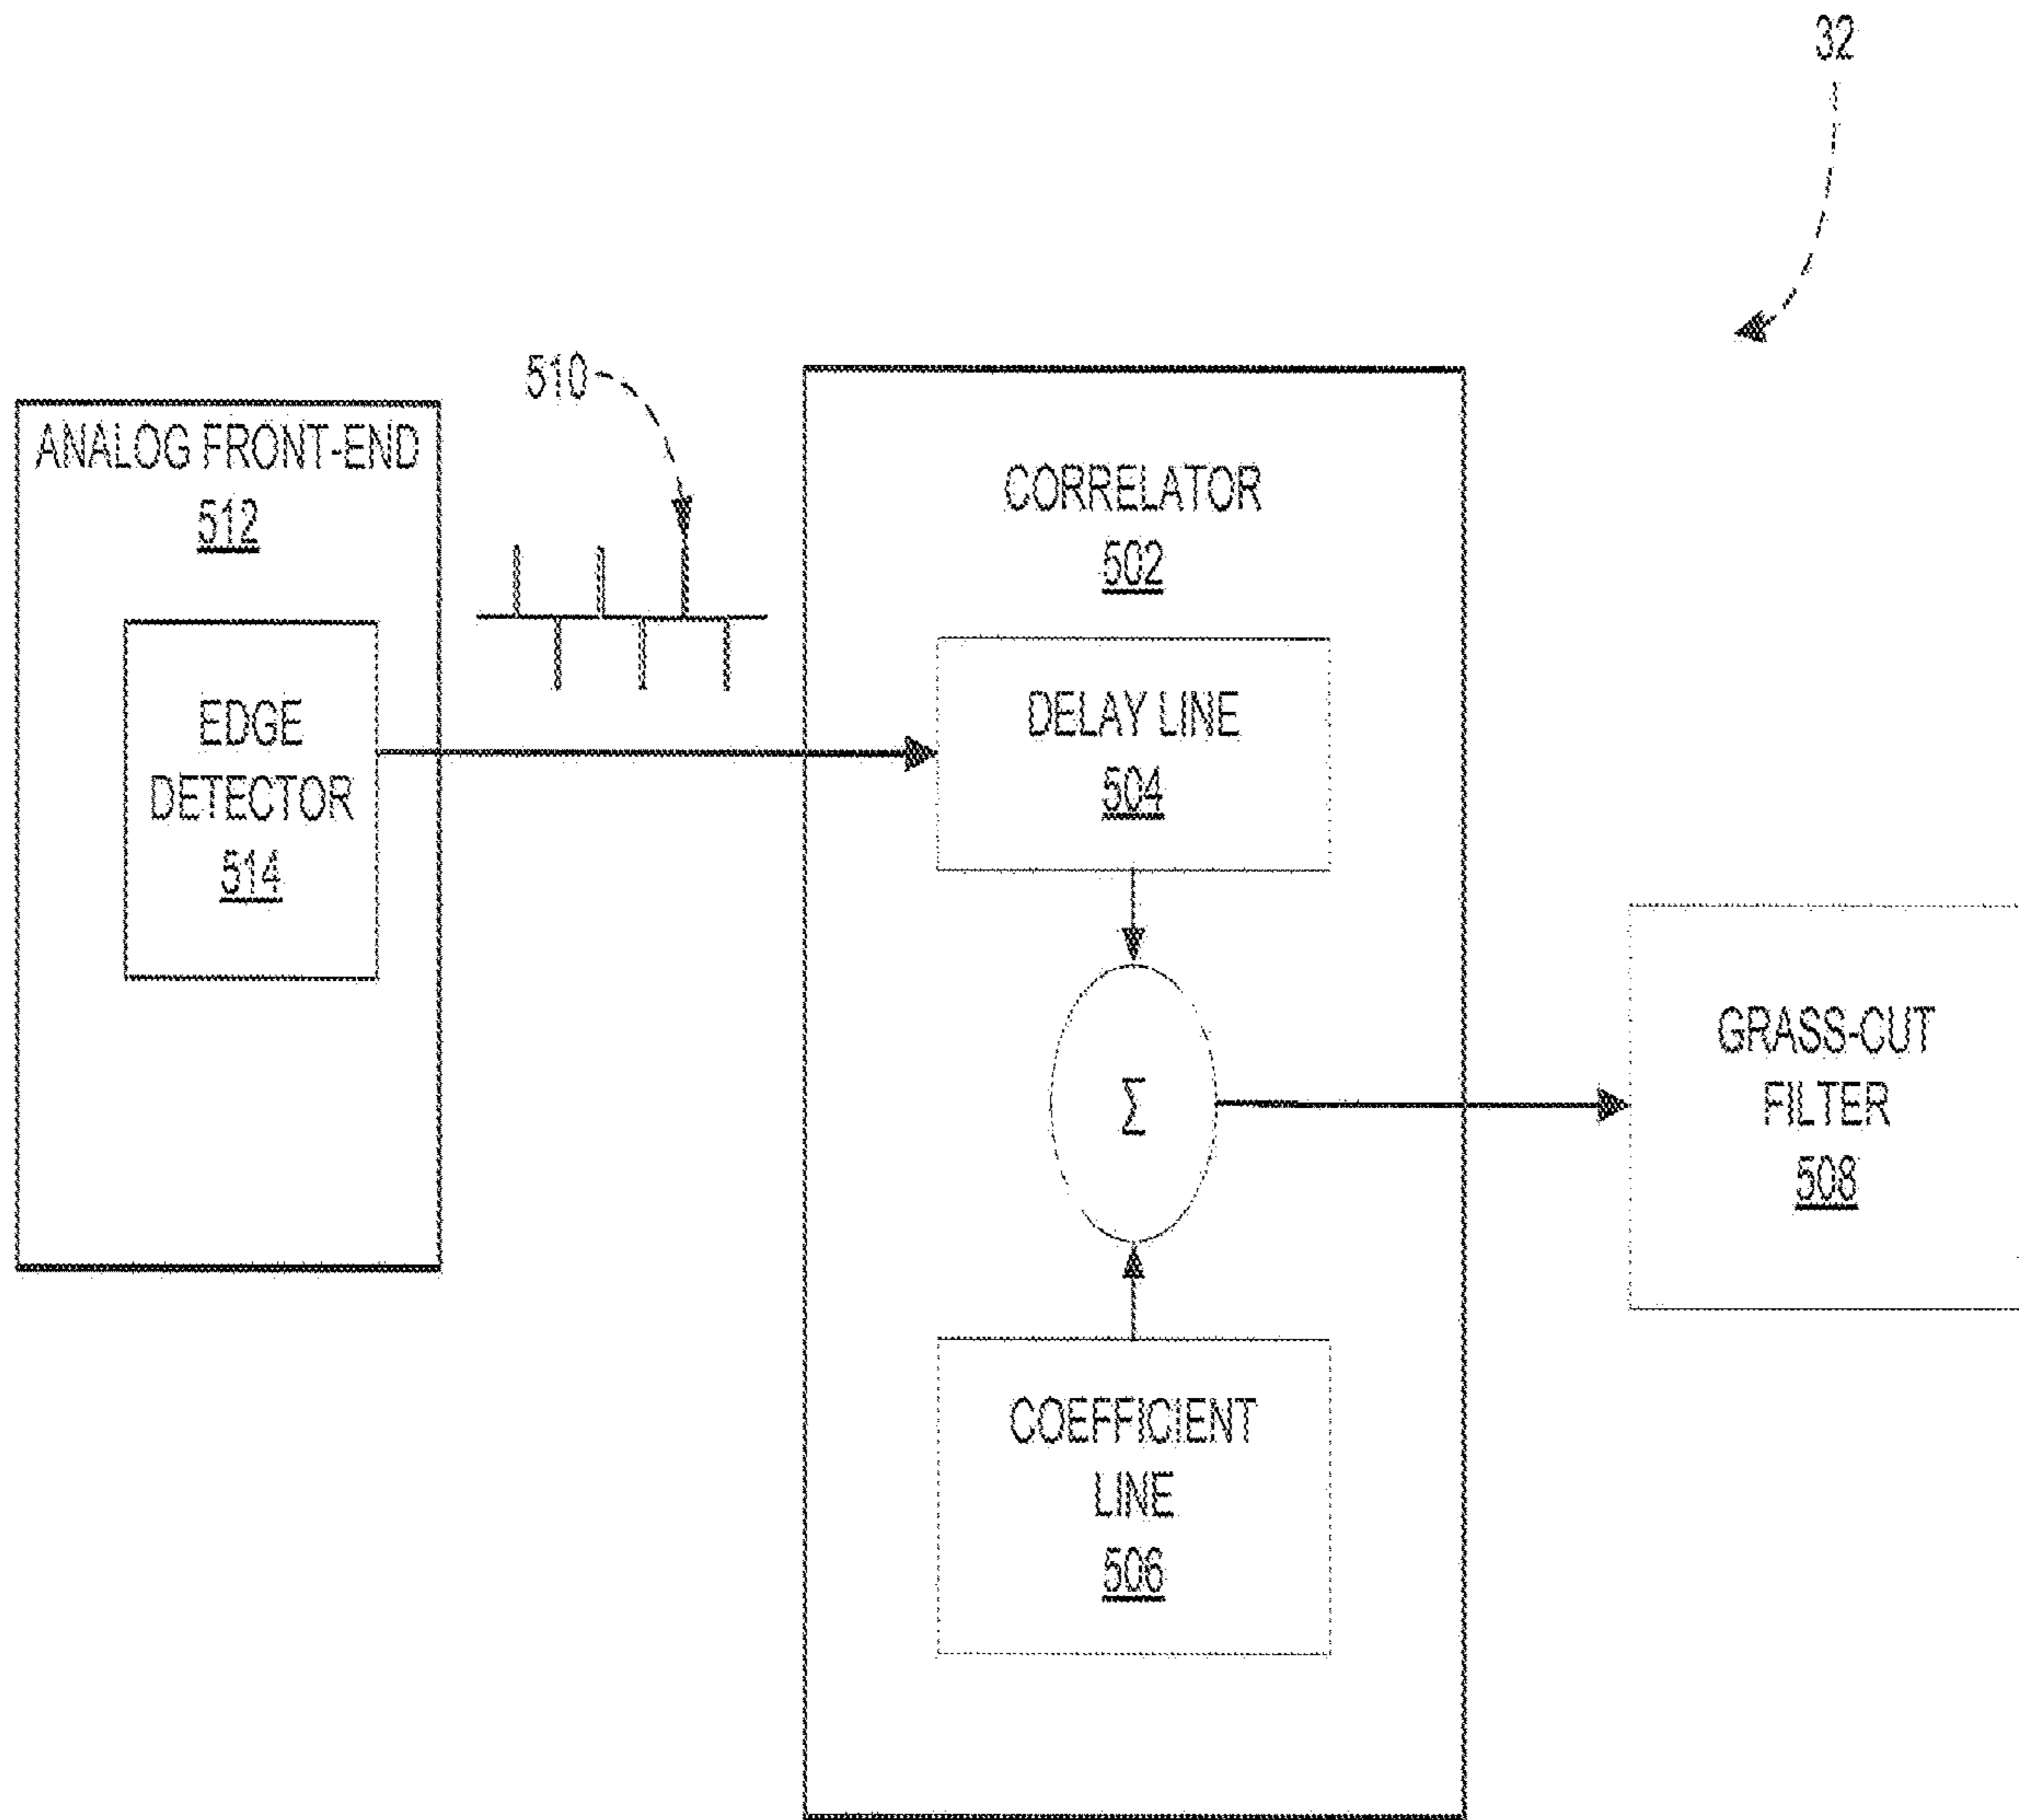 32
510
ANALOG FRONT-END
512
EDGE
DETECTOR
514
CORRELATOR
502
DELAY LINE
504
Σ
COEFFICIENT
LINE
506
GRASS-CUT
FILTER
508